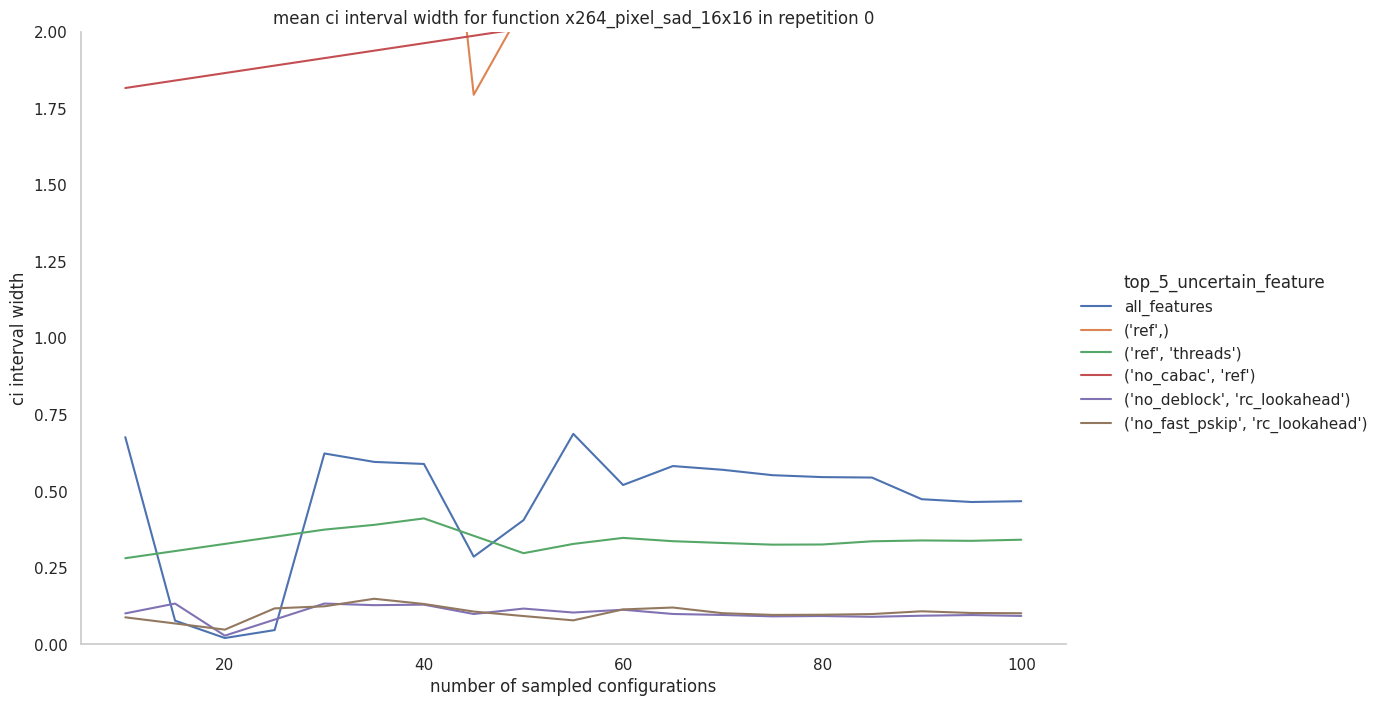 mean ci interval width for function x264_pixel_sad_16x16 in repetition 0
2.00
1.75
1.50
1.25
1.00
0.75
0.50
0.25
0.00
ci interval width
20
40
60
80
100
number of sampled configurations
top_5_uncertain_feature
all_features
('ref',)
('ref', 'threads')
('no_cabac', 'ref')
('no_deblock', 'rc_lookahead')
('no_fast_pskip', 'rc_lookahead')